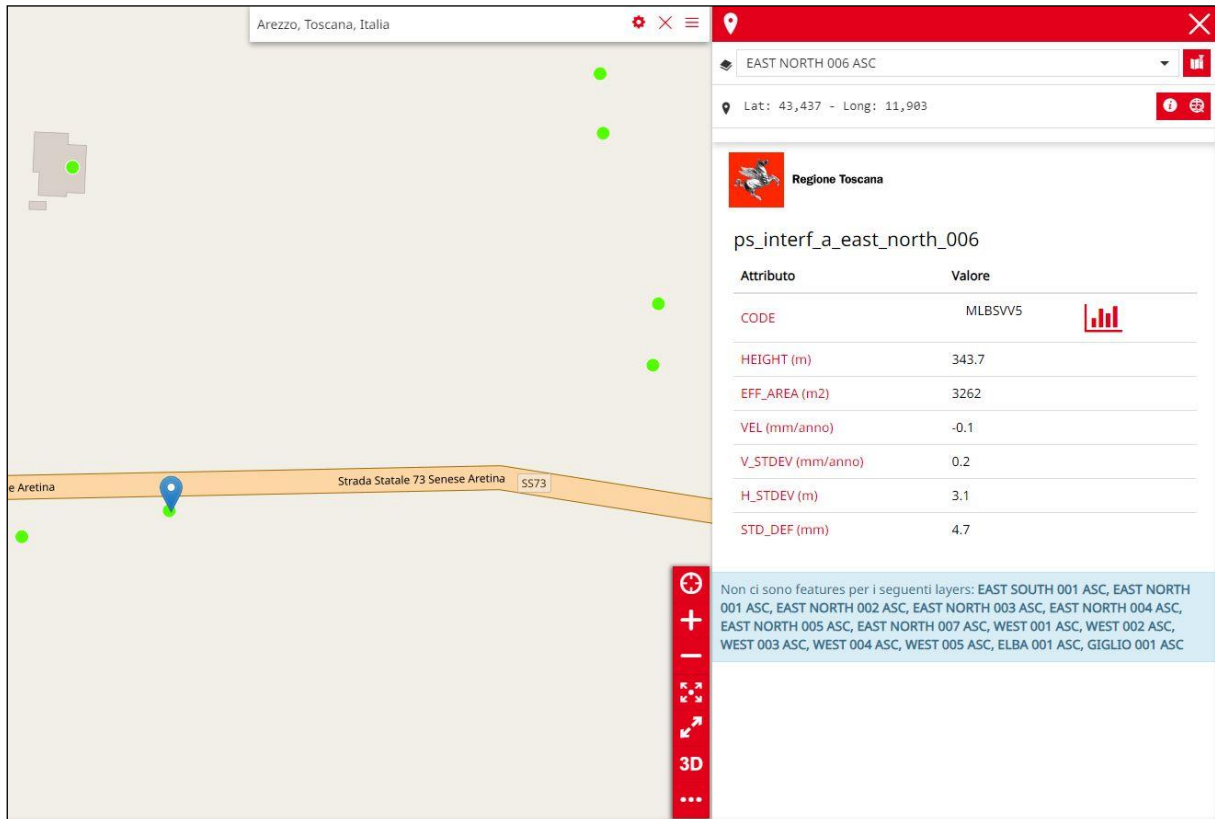 Arezzo, Toscana, Italia
e Aretina
Strada Statale 73 Senese Aretina
SS73
3D
EAST NORTH 006 ASC
Lat: 43,437 - Long: 11,903
Regione Toscana
ps_interf_a_east_north_006
Attributo Valore
CODE MLBSVV5
HEIGHT (m) 343.7
EFF_AREA (m2) 3262
VEL (mm/anno) -0.1
V_STDEV (mm/anno) 0.2
H_STDEV (m) 3.1
STD_DEF (mm) 4.7
Non ci sono features per i seguenti layers: EAST SOUTH 001 ASC, EAST NORTH
001 ASC, EAST NORTH 002 ASC, EAST NORTH 003 ASC, EAST NORTH 004 ASC,
EAST NORTH 005 ASC, EAST NORTH 007 ASC, WEST 001 ASC, WEST 002 ASC,
WEST 003 ASC, WEST 004 ASC, WEST 005 ASC, ELBA 001 ASC, GIGLIO 001 ASC